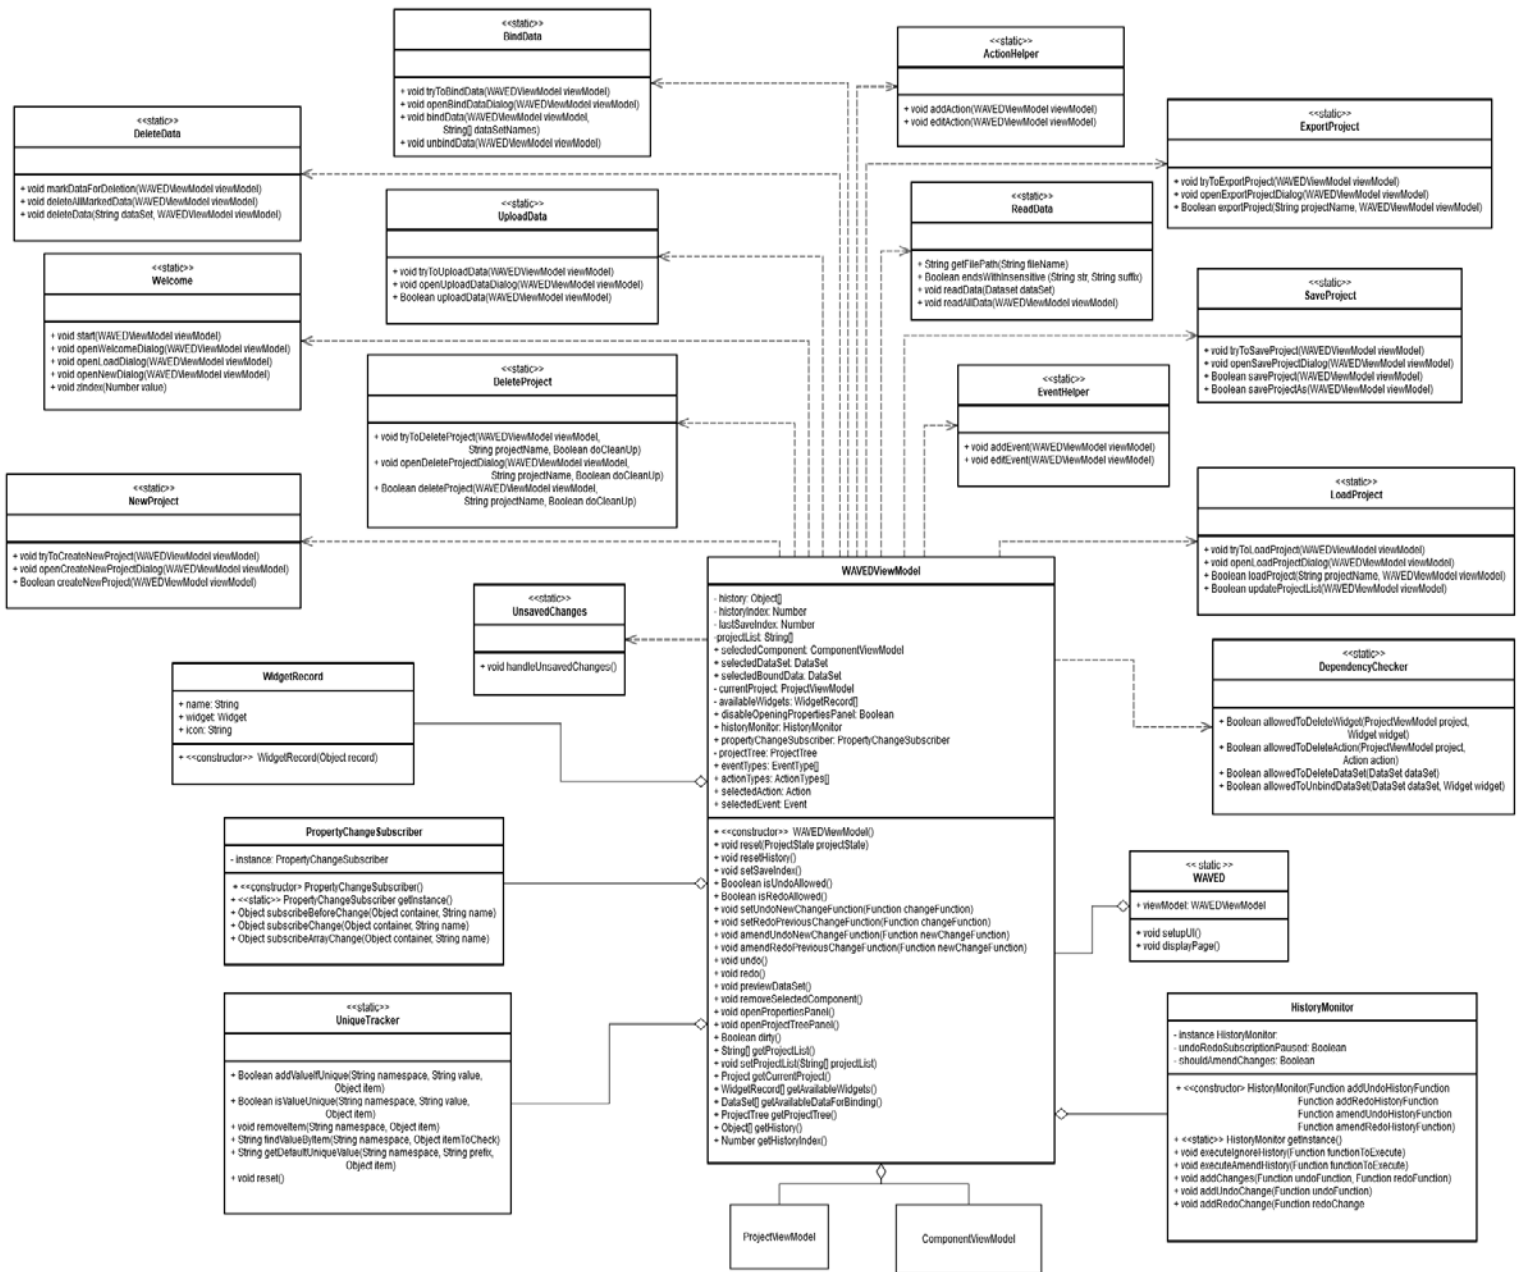 <<static>>
BindData
+ void tryToBindData(WAVEDViewModel viewModel)
+ void openBindDataDialog(WAVEDViewModel viewModel)
+ void bindData(WAVEDViewModel viewModel,
String[] dataSetNames)
+ void unbindData(WAVEDViewModel viewModel)
<<static>>
ActionHelper
+ void addAction(WAVEDViewModel viewModel)
+ void editAction(WAVEDViewModel viewModel)
<<static>>
DeleteData
+ void markDataForDeletion(WAVEDViewModel viewModel)
+ void deleteAllMarkedData(WAVEDViewModel viewModel)
+ void deleteData(String dataSet, WAVEDViewModel viewModel)
<<static>>
ExportProject
+ void tryToExportProject(WAVEDViewModel viewModel)
+ void openExportProjectDialog(WAVEDViewModel viewModel)
+ Boolean exportProject(String projectName, WAVEDViewModel viewModel)
<<static>>
UploadData
+ void tryToUploadData(WAVEDViewModel viewModel)
+ void openUploadDataDialog(WAVEDViewModel viewModel)
+ Boolean uploadData(WAVEDViewModel viewModel)
<<static>>
ReadData
+ String getFilePath(String fileName)
+ Boolean endsWithInsensitive (String str, String suffix)
+ void readData(Dataset dataSet)
+ void readAllData(WAVEDViewModel viewModel)
<<static>>
Welcome
+ void start(WAVEDViewModel viewModel)
+ void openWelcomeDialog(WAVEDViewModel viewModel)
+ void openLoadDialog(WAVEDViewModel viewModel)
+ void openNewDialog(WAVEDViewModel viewModel)
+ void zIndex(Number value)
<<static>>
SaveProject
+ void tryToSaveProject(WAVEDViewModel viewModel)
+ void openSaveProjectDialog(WAVEDViewModel viewModel)
+ Boolean saveProject(WAVEDViewModel viewModel)
+ Boolean saveProjectAs(WAVEDViewModel viewModel)
<<static>>
DeleteProject
+ void tryToDeleteProject(WAVEDViewModel viewModel,
String projectName, Boolean doCleanUp)
+ void openDeleteProjectDialog(WAVEDViewModel viewModel,
String projectName, Boolean doCleanUp)
+ Boolean deleteProject(WAVEDViewModel viewModel,
String projectName, Boolean doCleanUp)
<<static>>
EventHelper
+ void addEvent(WAVEDViewModel viewModel)
+ void editEvent(WAVEDViewModel viewModel)
<<static>>
NewProject
+ void tryToCreateNewProject(WAVEDViewModel viewModel)
+ void openCreateNewProjectDialog(WAVEDViewModel viewModel)
+ Boolean createNewProject(WAVEDViewModel viewModel)
<<static>>
LoadProject
+ void tryToLoadProject(WAVEDViewModel viewModel)
+ void openLoadProjectDialog(WAVEDViewModel viewModel)
+ Boolean loadProject(String projectName, WAVEDViewModel viewModel)
+ Boolean updateProjectList(WAVEDViewModel viewModel)
<<static>>
UnsavedChanges
+ void handleUnsavedChanges()
WAVEDViewModel
- history: Object[]
- historyIndex: Number
- lastSaveIndex: Number
-projectList: String[]
+ selectedComponent: ComponentViewModel
+ selectedDataSet: DataSet
+ selectedBoundData: DataSet
- currentProject: ProjectViewModel
- availableWidgets: WidgetRecord[]
+ disableOpeningPropertiesPanel: Boolean
+ historyMonitor: HistoryMonitor
+ propertyChangeSubscriber: PropertyChangeSubscriber
- projectTree: ProjectTree
+ eventTypes: EventType[]
+ actionTypes: ActionTypes[]
+ selectedAction: Action
+ selectedEvent: Event
+ <<constructor>> WAVEDViewModel()
+ void reset(ProjectState projectState)
+ void resetHistory()
+ void setSaveIndex()
+ Booolean isUndoAllowed()
+ Boolean isRedoAllowed()
+ void setUndoNewChangeFunction(Function changeFunction)
+ void setRedoPreviousChangeFunction(Function changeFunction)
+ void amendUndoNewChangeFunction(Function newChangeFunction)
+ void amendRedoPreviousChangeFunction(Function newChangeFunction)
+ void undo()
+ void redo()
+ void previewDataSet()
+ void removeSelectedComponent()
+ void openPropertiesPanel()
+ void openProjectTreePanel()
+ Boolean dirty()
+ String[] getProjectList()
+ void setProjectList(String[] projectList)
+ Project getCurrentProject()
+ WidgetRecord[] getAvailableWidgets()
+ DataSet[] getAvailableDataForBinding()
+ ProjectTree getProjectTree()
+ Object[] getHistory()
+ Number getHistoryIndex()
<<static>>
DependencyChecker
+ Boolean allowedToDeleteWidget(ProjectViewModel project,
Widget widget)
+ Boolean allowedToDeleteAction(ProjectViewModel project,
Action action)
+ Boolean allowedToDeleteDataSet(DataSet dataSet)
+ Boolean allowedToUnbindDataSet(DataSet dataSet, Widget widget)
WidgetRecord
+ name: String
+ widget: Widget
+ icon: String
+ <<constructor>> WidgetRecord(Object record)
PropertyChangeSubscriber
- instance: PropertyChangeSubscriber
+ <<constructor> PropertyChangeSubscriber()
+ <<static>> PropertyChangeSubscriber getInstance()
+ Object subscribeBeforeChange(Object container, String name)
+ Object subscribeChange(Object container, String name)
+ Object subscribeArrayChange(Object container, String name)
<< static >>
WAVED
+ viewModel: WAVEDViewModel
+ void setupUI()
+ void displayPage()
<<static>>
UniqueTracker
+ Boolean addValueIfUnique(String namespace, String value,
Object item)
+ Boolean isValueUnique(String namespace, String value,
Object item)
+ void removeItem(String namespace, Object item)
+ String findValueByItem(String namespace, Object itemToCheck)
+ String getDefaultUniqueValue(String namespace, String prefix,
Object item)
+ void reset()
HistoryMonitor
- instance HistoryMonitor:
- undoRedoSubscriptionPaused: Boolean
- shouldAmendChanges: Boolean
+ <<constructor> HistoryMonitor(Function addUndoHistoryFunction
Function addRedoHistoryFunction
Function amendUndoHistoryFunction
Function amendRedoHistoryFunction)
+ <<static>> HistoryMonitor getInstance()
+ void executeIgnoreHistory(Function functionToExecute)
+ void executeAmendHistory(Function functionToExecute)
+ void addChanges(Function undoFunction, Function redoFunction)
+ void addUndoChange(Function undoFunction)
+ void addRedoChange(Function redoChange
ProjectViewModel
ComponentViewModel